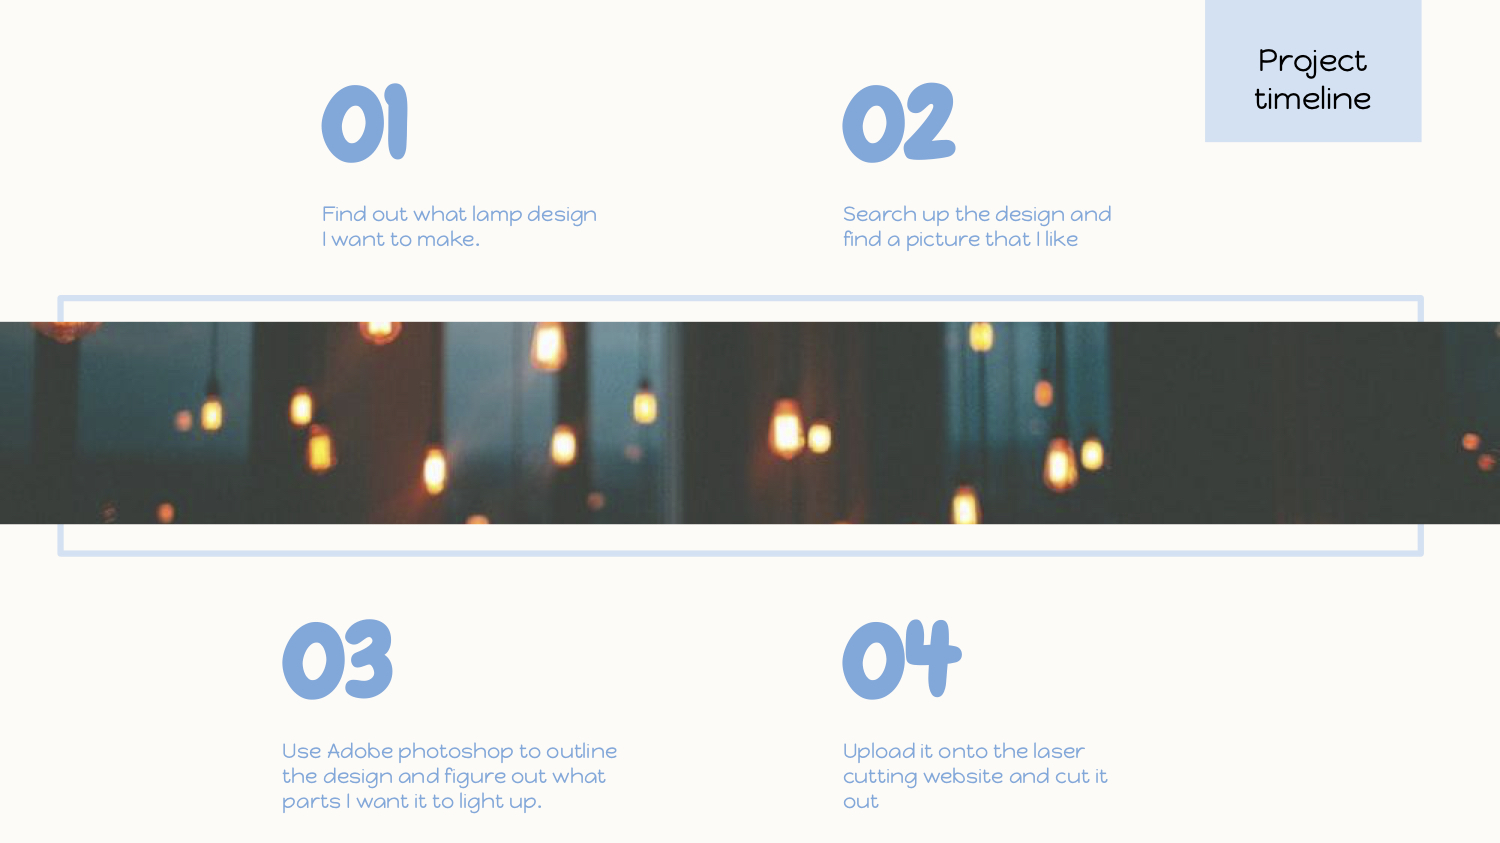 Project
timeline
01
Find out what lamp design
I want to make.
02
Search up the design and
find a picture that I like
03
Use Adobe photoshop to outline
the design and figure out what
parts I want it to light up.
04
Upload it onto the laser
cutting website and cut it
out